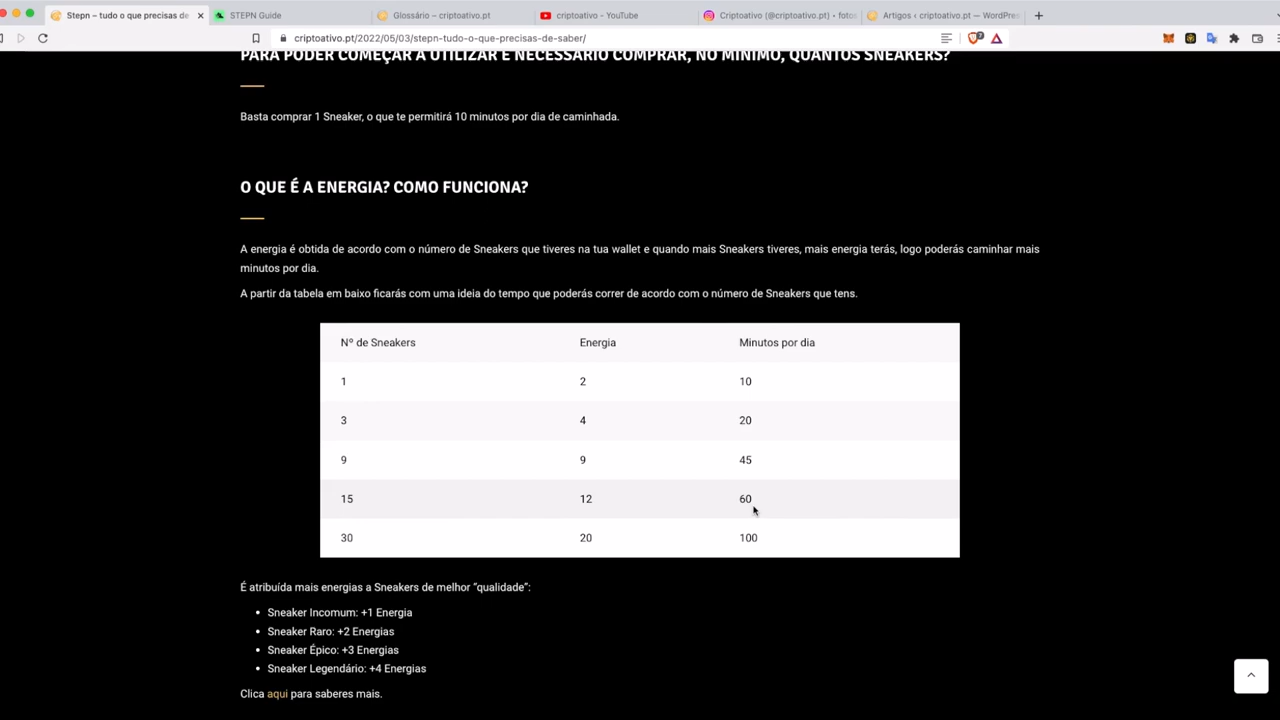 Stepn – tudo o que precisas de
STEPN Guide
Glossário – criptoativo.pt
criptoativo - YouTube
Criptoativo (@criptoativo.pt) • fotos
Artigos ‹ criptoativo.pt — WordPres
criptoativo.pt/2022/05/03/stepn-tudo-o-que-precisas-de-saber/
PARA PODER COMEÇAR A UTILIZAR É NECESSÁRIO COMPRAR, NO MÍNIMO, QUANTOS SNEAKERS?
Basta comprar 1 Sneaker, o que te permitirá 10 minutos por dia de caminhada.
O QUE É A ENERGIA? COMO FUNCIONA?
A energia é obtida de acordo com o número de Sneakers que tiveres na tua wallet e quando mais Sneakers tiveres, mais energia terás, logo poderás caminhar mais
minutos por dia.
A partir da tabela em baixo ficarás com uma ideia do tempo que poderás correr de acordo com o número de Sneakers que tens.
Nº de Sneakers Energia Minutos por dia
1 2 10
3 4 20
9 9 45
15 12 60
30 20 100
É atribuída mais energias a Sneakers de melhor “qualidade”:
• Sneaker Incomum: +1 Energia
• Sneaker Raro: +2 Energias
• Sneaker Épico: +3 Energias
• Sneaker Legendário: +4 Energias
Clica aqui para saberes mais.